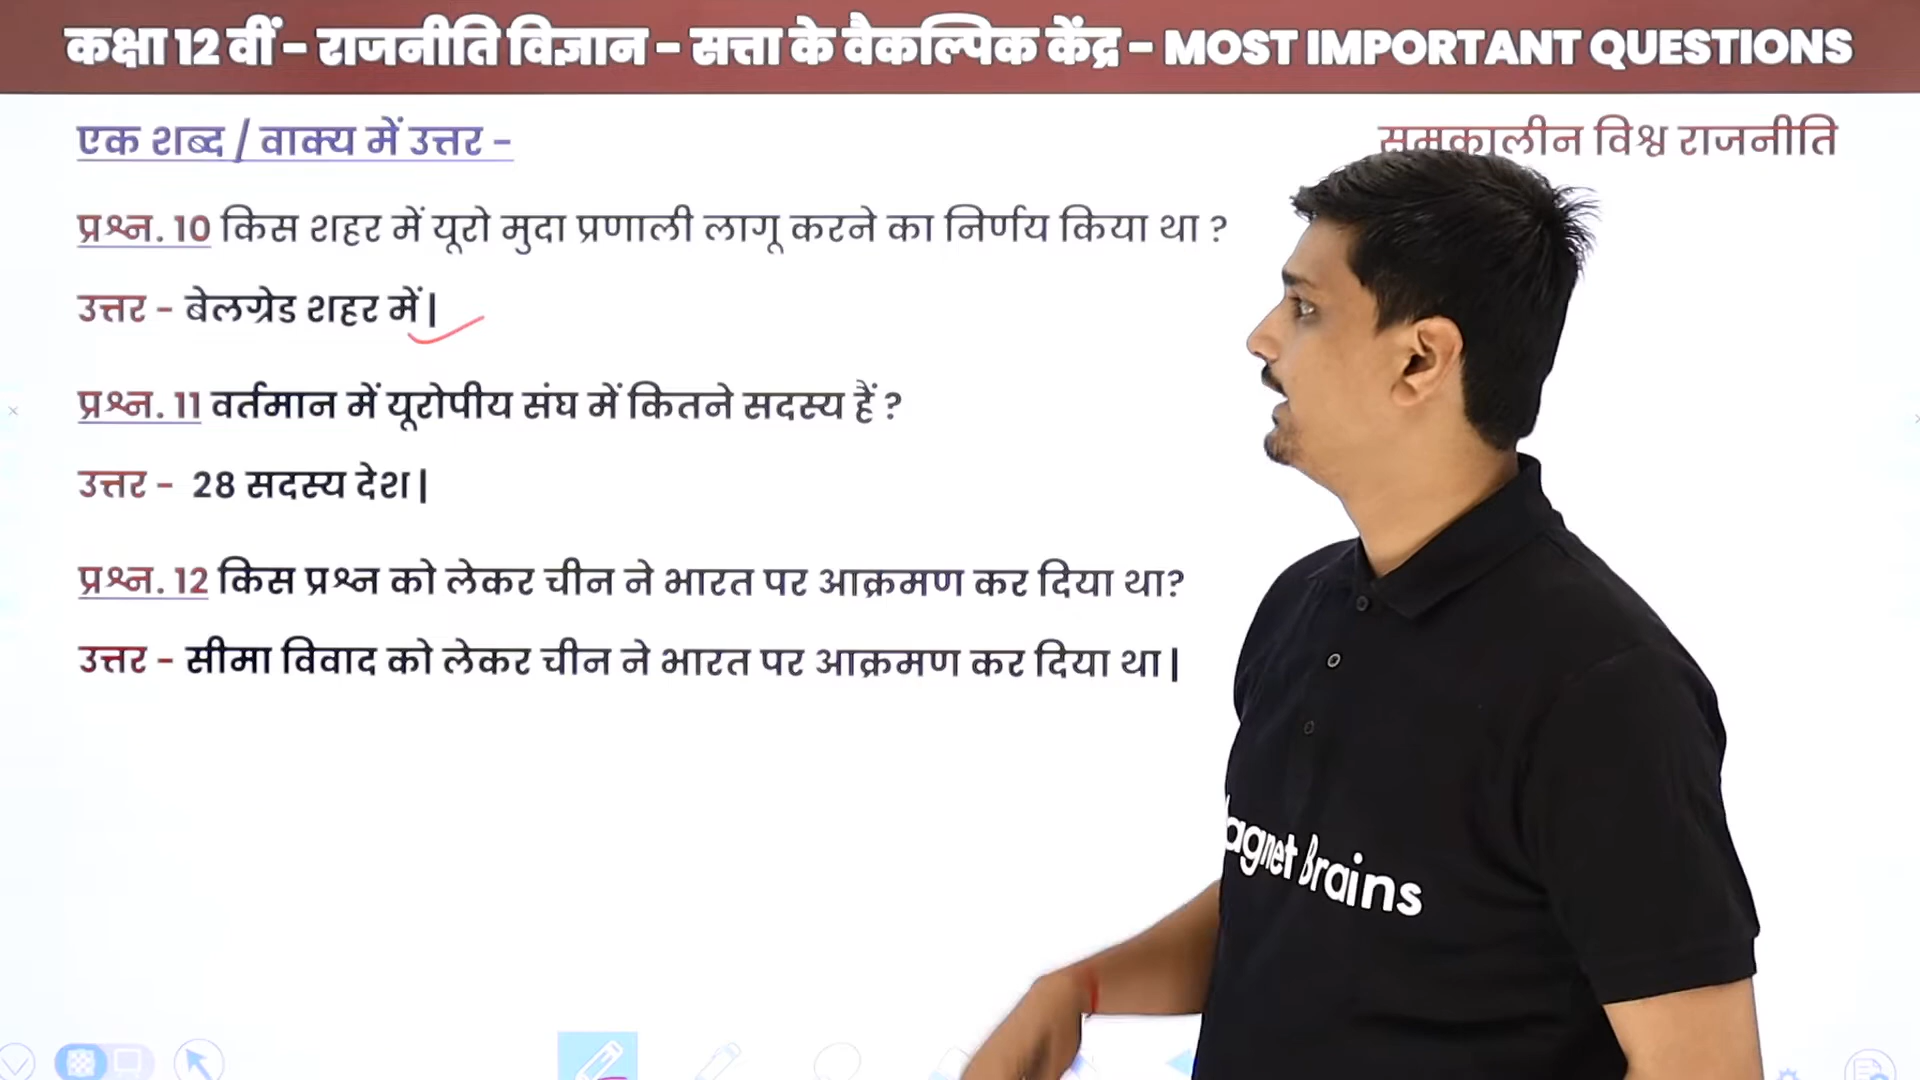 कक्षा 12 वीं - राजनीति विज्ञान - सत्ता के वैकल्पिक केंद्र - MOST IMPORTANT QUESTIONS
एक शब्द / वाक्य में उत्तर -
समकालीन विश्व राजनीति
प्रश्न. 10 किस शहर में यूरो मुदा प्रणाली लागू करने का निर्णय किया था ?
उत्तर - बेलग्रेड शहर में|
प्रश्न. 11 वर्तमान में यूरोपीय संघ में कितने सदस्य हैं ?
उत्तर - 28 सदस्य देश|
प्रश्न. 12 किस प्रश्न को लेकर चीन ने भारत पर आक्रमण कर दिया था?
उत्तर - सीमा विवाद को लेकर चीन ने भारत पर आक्रमण कर दिया था|
agnet Brains